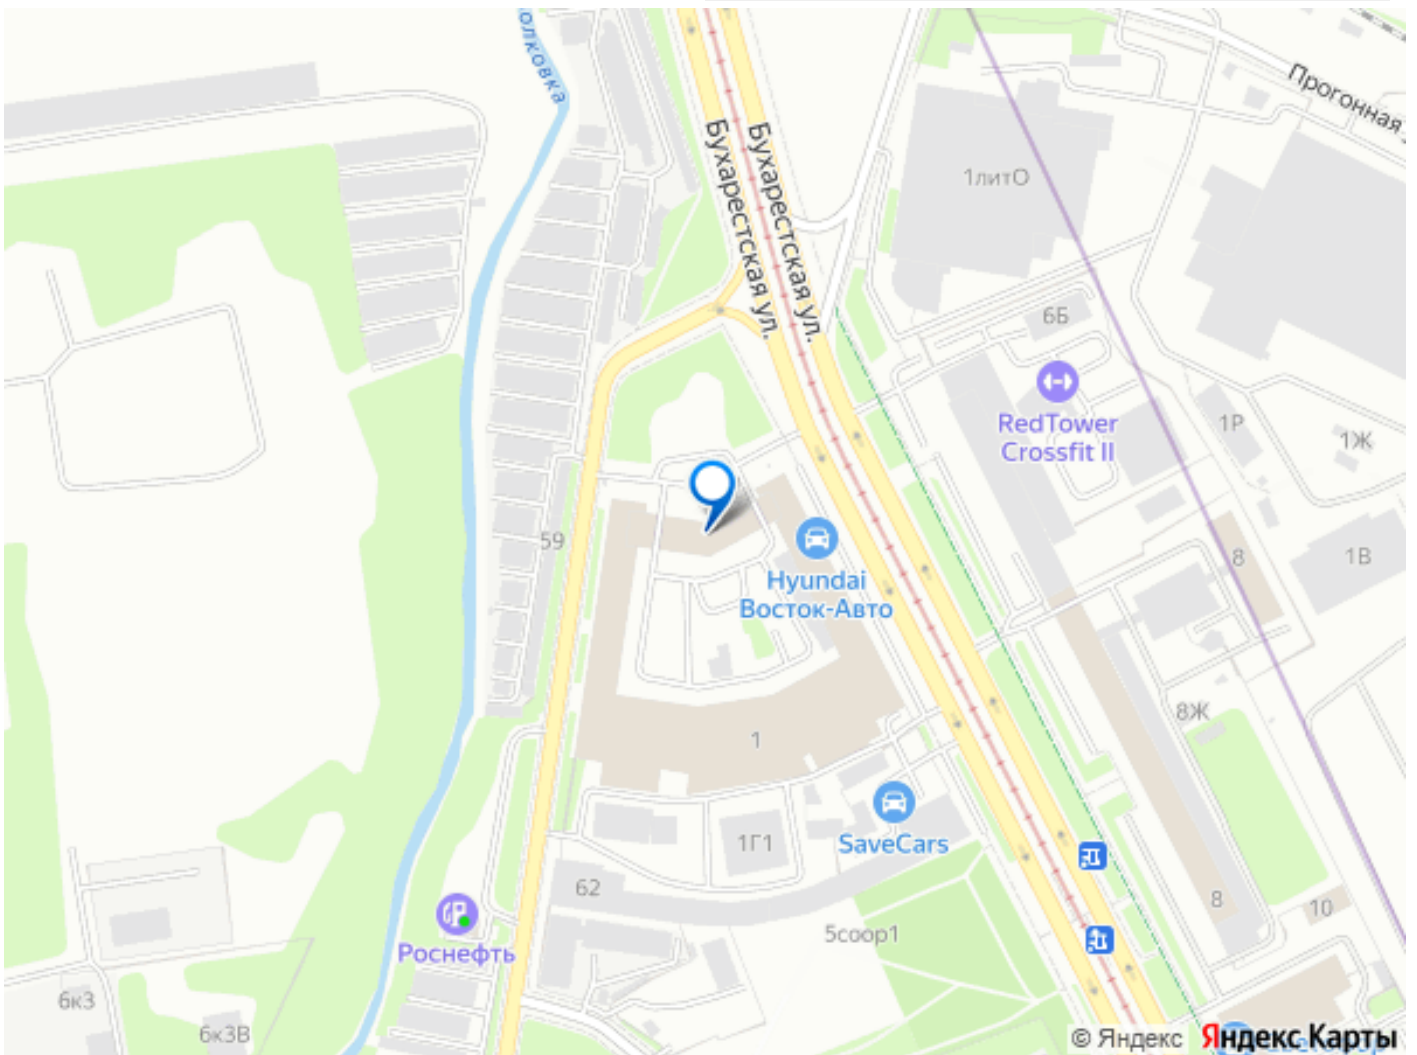 олковка
Прогонная
Бухарестская ул.
Бухарестская ул.
1литО
6Б
RedTower
Crossfit II
1Р
1Ж
59
Hyundai
Восток-Авто
8
1В
8Ж
1
SaveCars
1Г1
62
8
10
5соор1
Роснефть
6к3
6к3В
© Яндекс Яндекс Карты